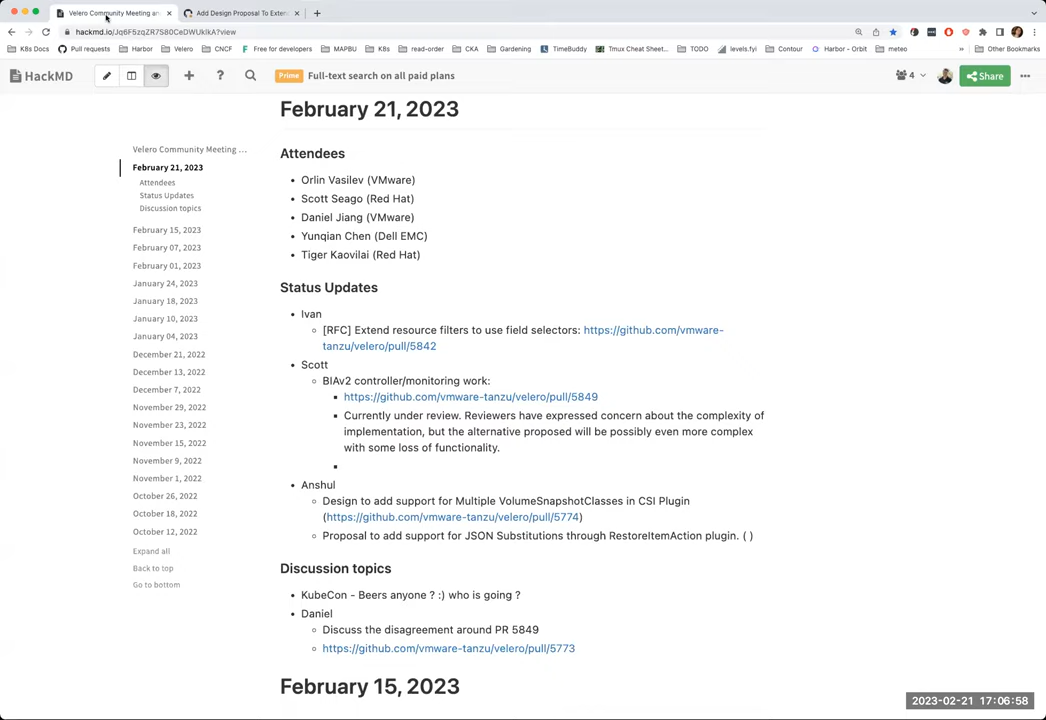 Velero Community Meeting an
Add Design Proposal To Exten
hackmd.io/Jq6F5zqZR7S80CeDWUkIkA?view
K8s Docs
Pull requests
Harbor
Velero
CNCF
Free for developers
MAPBU
K8s
read-order
CKA
Gardening
TimeBuddy
Tmux Cheat Sheet...
TODO
levels.fyi
Contour
Harbor - Orbit
meteo
»
Other Bookmarks
HackMD
Prime
Full-text search on all paid plans
4
Share
February 21, 2023
Velero Community Meeting ...
February 21, 2023
Attendees
Status Updates
Discussion topics
February 15, 2023
February 07, 2023
February 01, 2023
January 24, 2023
January 18, 2023
January 10, 2023
January 04, 2023
December 21, 2022
December 13, 2022
December 7, 2022
November 29, 2022
November 23, 2022
November 15, 2022
November 9, 2022
November 1, 2022
October 26, 2022
October 18, 2022
October 12, 2022
Expand all
Back to top
Go to bottom
Attendees
• Orlin Vasilev (VMware)
• Scott Seago (Red Hat)
• Daniel Jiang (VMware)
• Yunqian Chen (Dell EMC)
• Tiger Kaovilai (Red Hat)
Status Updates
• Ivan
◦ [RFC] Extend resource filters to use field selectors: https://github.com/vmware-
tanzu/velero/pull/5842
• Scott
◦ BIAv2 controller/monitoring work:
▪ https://github.com/vmware-tanzu/velero/pull/5849
▪ Currently under review. Reviewers have expressed concern about the complexity of
implementation, but the alternative proposed will be possibly even more complex
with some loss of functionality.
▪
• Anshul
◦ Design to add support for Multiple VolumeSnapshotClasses in CSI Plugin
(https://github.com/vmware-tanzu/velero/pull/5774)
◦ Proposal to add support for JSON Substitutions through RestoreItemAction plugin. ( )
Discussion topics
• KubeCon - Beers anyone ? :) who is going ?
• Daniel
◦ Discuss the disagreement around PR 5849
◦ https://github.com/vmware-tanzu/velero/pull/5773
February 15, 2023
2023-02-21 17:06:58